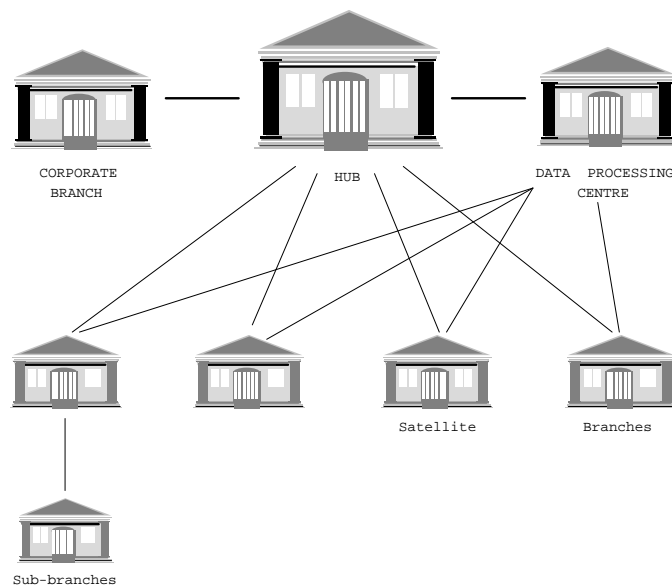 CORPORATE
BRANCH
HUB
DATA PROCESSING
CENTRE
Satellite
Branches
Sub-branches